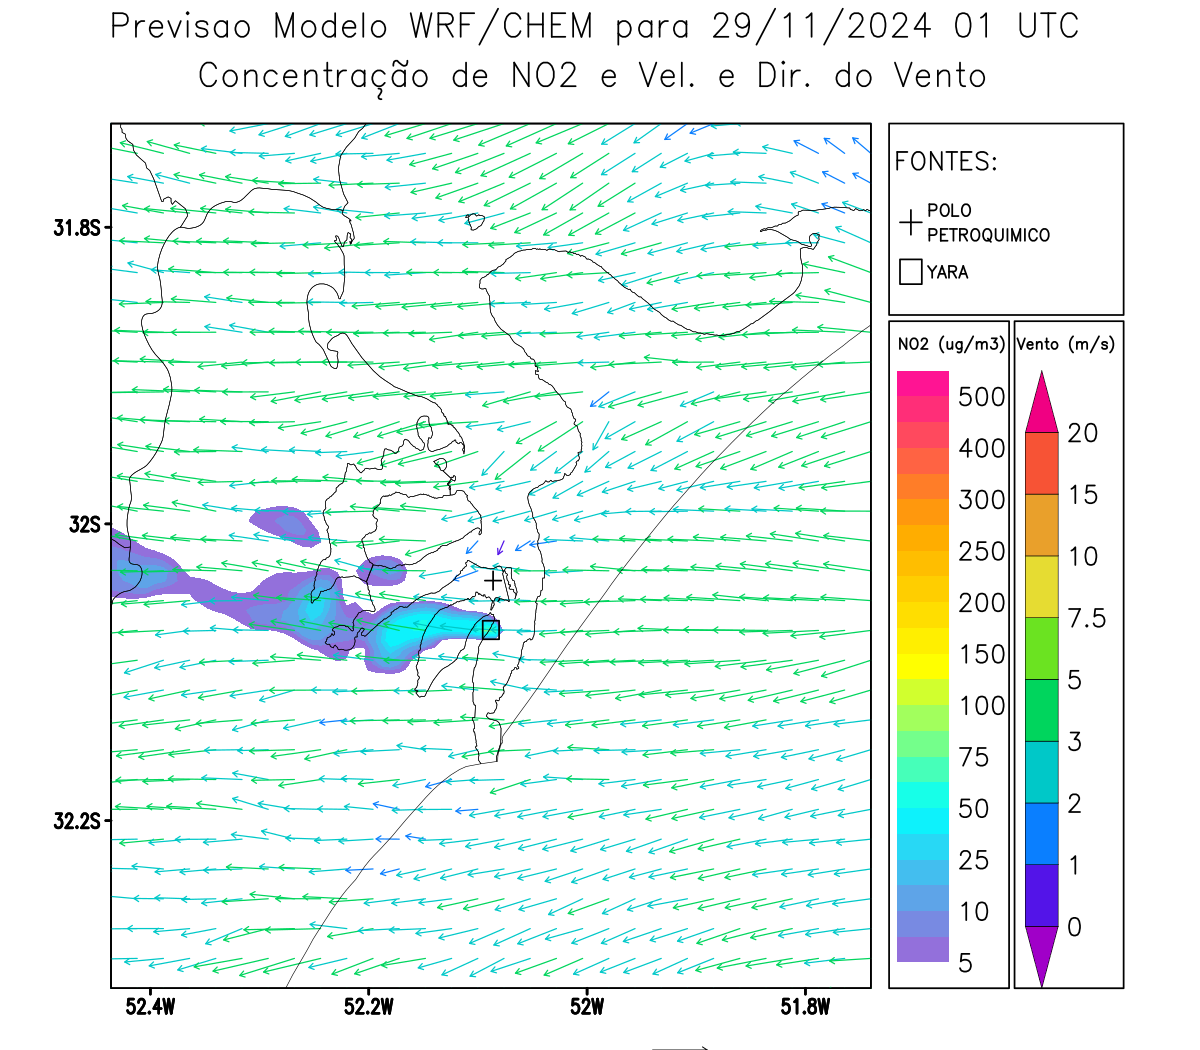 Previsao Modelo WRF/CHEM para 29/11/2024 01 UTC
Concentração de NO2 e Vel. e Dir. do Vento
FONTES:
POLO
PETROQUIMICO
YARA
NO2 (ug/m3)
500
400
300
250
200
150
100
75
50
25
10
5
Vento (m/s)
20
15
10
7.5
5
3
2
1
0
31.8S
32S
32.2S
52.4W
52.2W
52W
51.8W